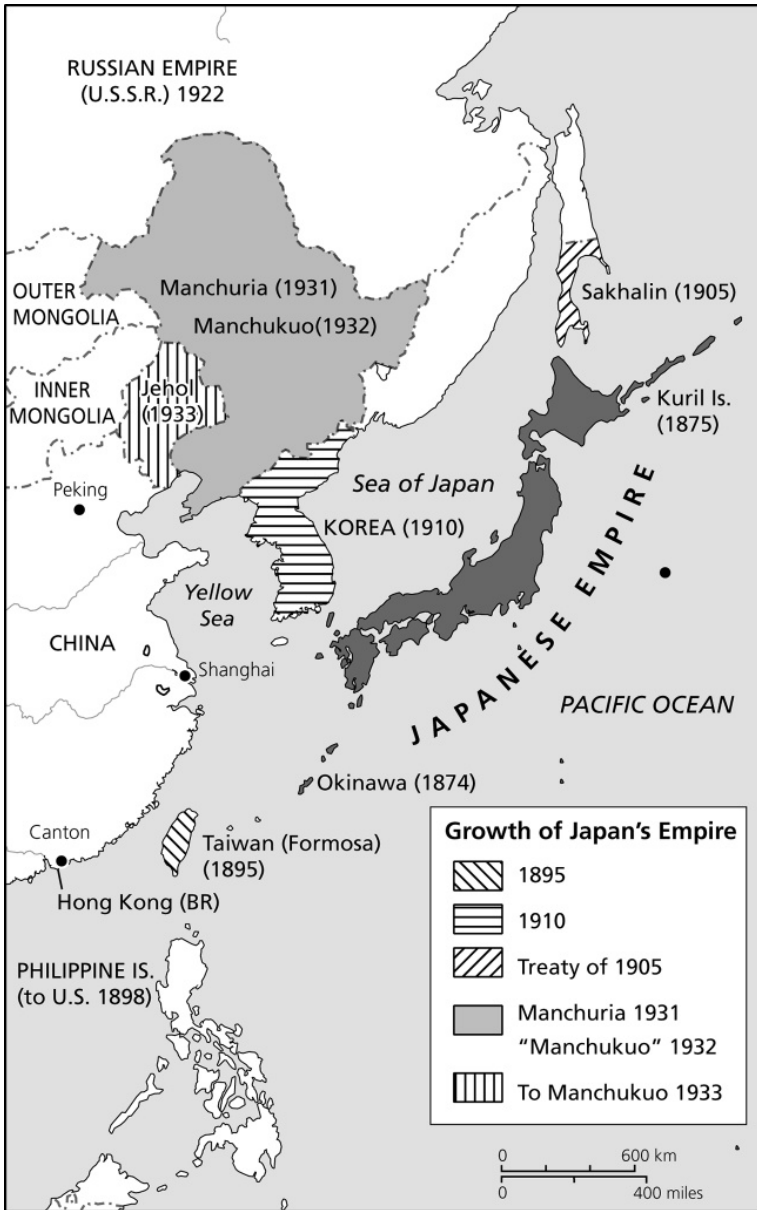 RUSSIAN EMPIRE
(U.S.S.R.) 1922
OUTER
MONGOLIA
Manchuria (1931)
Manchukuo(1932)
Sakhalin (1905)
INNER
MONGOLIA
Jehol
(1933)
Kuril Is.
(1875)
Peking
Sea of Japan
KOREA (1910)
Yellow
Sea
CHINA
Shanghai
JAPANESE EMPIRE
PACIFIC OCEAN
Okinawa (1874)
Canton
Taiwan (Formosa)
(1895)
Hong Kong (BR)
PHILIPPINE IS.
(to U.S. 1898)
Growth of Japan’s Empire
1895
1910
Treaty of 1905
Manchuria 1931
“Manchukuo” 1932
To Manchukuo 1933
0 600 km
0 400 miles